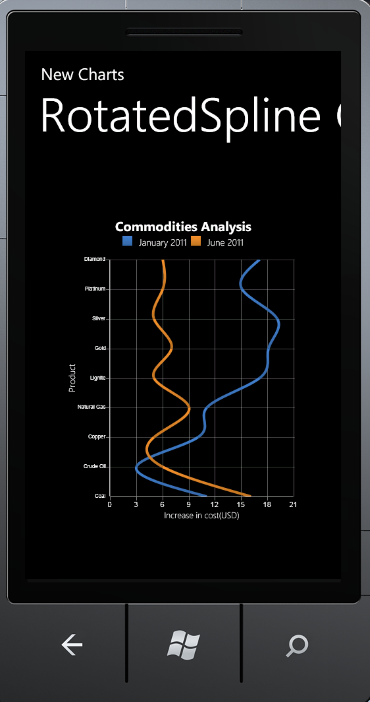 New Charts
RotatedSpline
Commodities Analysis
January 2011 June 2011
Product
Diamond
Platinum
Silver
Gold
Lignite
Natural Gas
Copper
Crude Oil
Coal
0 3 6 9 12 15 18 21
Increase in cost(USD)